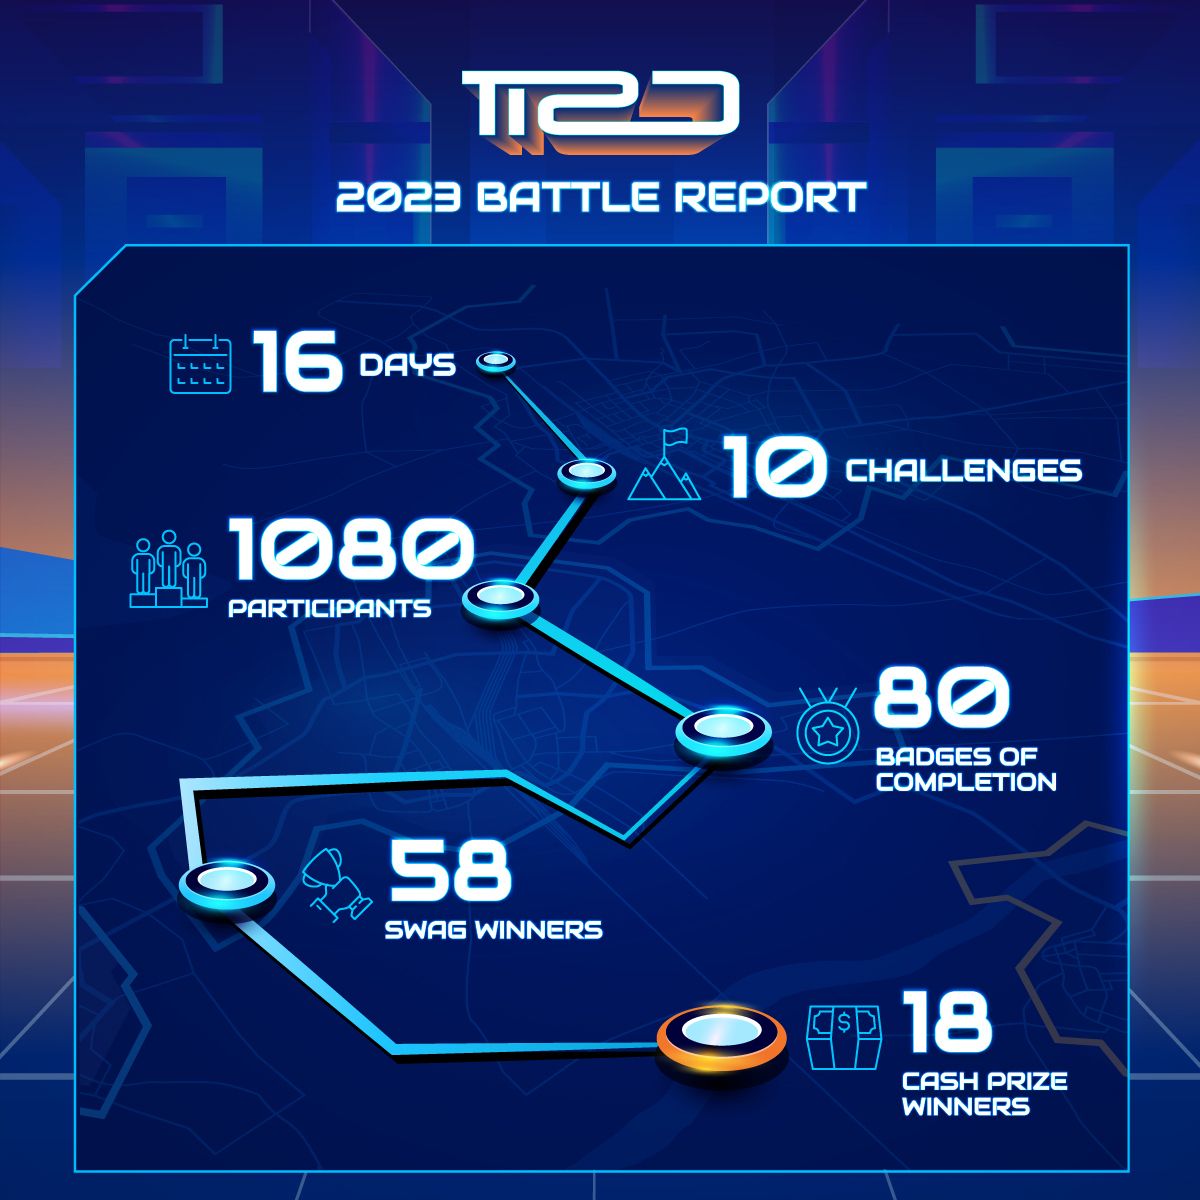 2023 BATTLE REPORT
16 DAYS
10 CHALLENGES
1080
PARTICIPANTS
80
BADGES OF
COMPLETION
58
SWAG WINNERS
$
18
CASH PRIZE
WINNERS